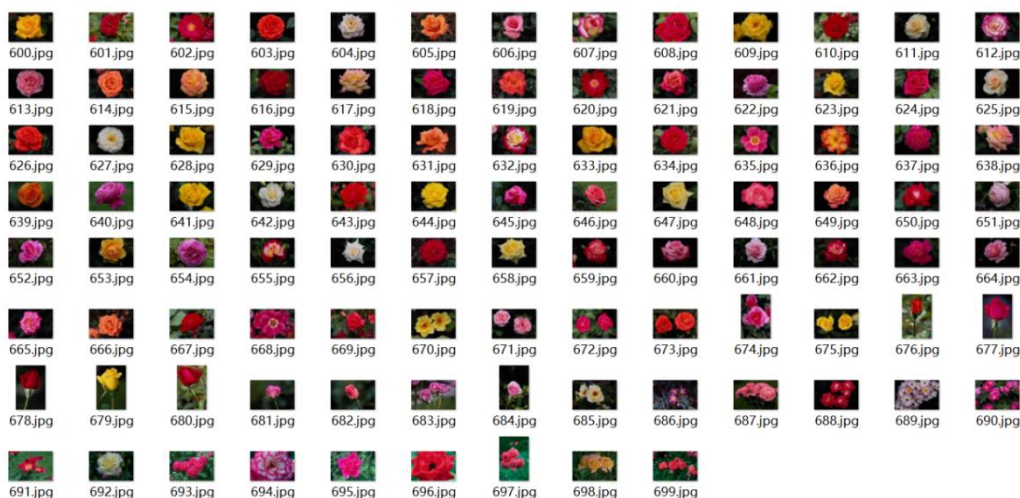 600.jpg 601.jpg 602.jpg 603.jpg 604.jpg 605.jpg 606.jpg 607.jpg 608.jpg 609.jpg 610.jpg 611.jpg 612.jpg
613.jpg 614.jpg 615.jpg 616.jpg 617.jpg 618.jpg 619.jpg 620.jpg 621.jpg 622.jpg 623.jpg 624.jpg 625.jpg
626.jpg 627.jpg 628.jpg 629.jpg 630.jpg 631.jpg 632.jpg 633.jpg 634.jpg 635.jpg 636.jpg 637.jpg 638.jpg
639.jpg 640.jpg 641.jpg 642.jpg 643.jpg 644.jpg 645.jpg 646.jpg 647.jpg 648.jpg 649.jpg 650.jpg 651.jpg
652.jpg 653.jpg 654.jpg 655.jpg 656.jpg 657.jpg 658.jpg 659.jpg 660.jpg 661.jpg 662.jpg 663.jpg 664.jpg
665.jpg 666.jpg 667.jpg 668.jpg 669.jpg 670.jpg 671.jpg 672.jpg 673.jpg 674.jpg 675.jpg 676.jpg 677.jpg
678.jpg 679.jpg 680.jpg 681.jpg 682.jpg 683.jpg 684.jpg 685.jpg 686.jpg 687.jpg 688.jpg 689.jpg 690.jpg
691.jpg 692.jpg 693.jpg 694.jpg 695.jpg 696.jpg 697.jpg 698.jpg 699.jpg